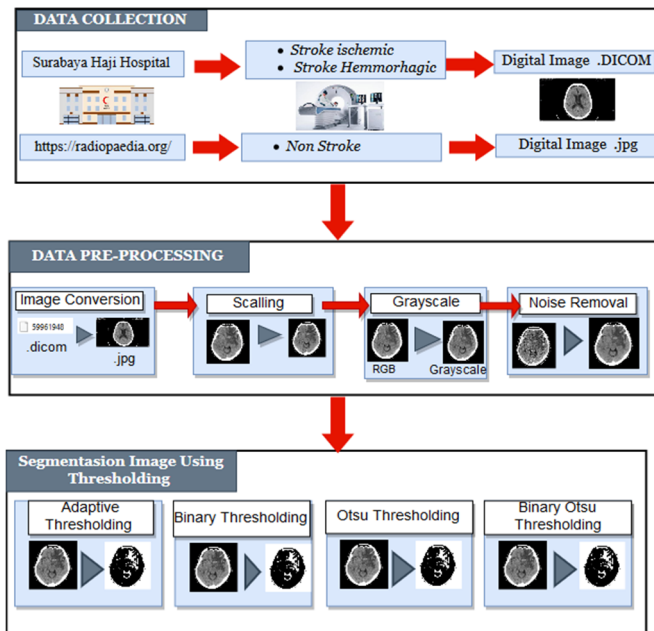 DATA COLLECTION
Surabaya Haji Hospital
• Stroke ischemic
• Stroke Hemmorhagic
Digital Image .DICOM
https://radiopaedia.org/
• Non Stroke
Digital Image .jpg
DATA PRE-PROCESSING
Image Conversion
59961940
.dicom
.jpg
Scalling
Grayscale
RGB
Grayscale
Noise Removal
Segmentasion Image Using
Thresholding
Adaptive
Thresholding
Binary Thresholding
Otsu Thresholding
Binary Otsu
Thresholding